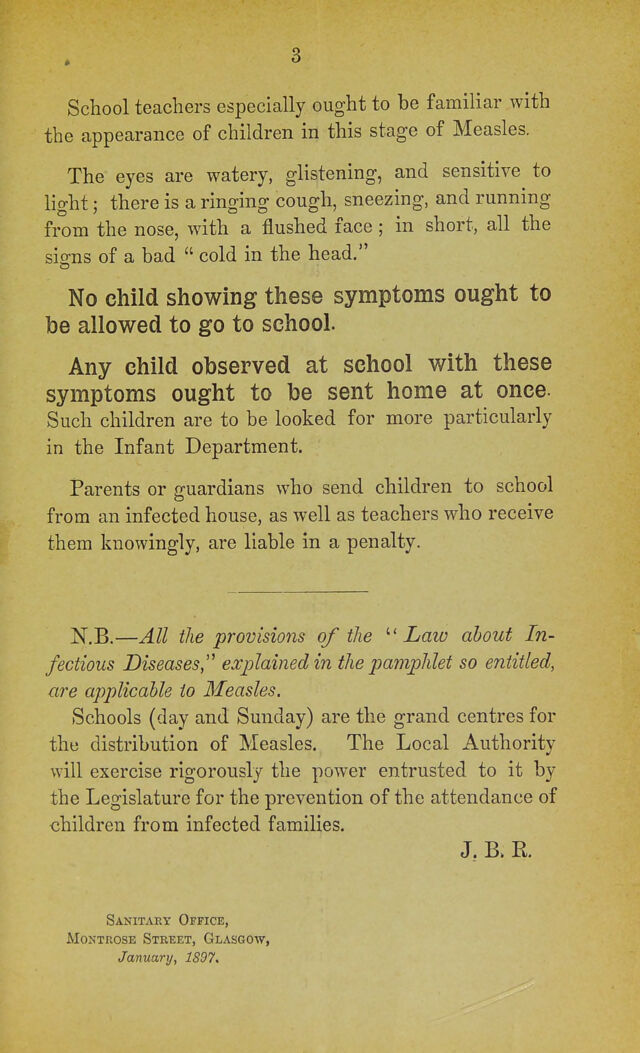 3
School teachers especially ought to be familiar with
the appearance of children in this stage of Measles.
The eyes are watery, glistening, and sensitive to
light; there is a ringing cough, sneezing, and running
from the nose, with a flushed face; in short, all the
signs of a bad “cold in the head.”
No child showing these symptoms ought to
be allowed to go to school.
Any child observed at school with these
symptoms ought to be sent home at once.
Such children are to be looked for more particularly
in the Infant Department.
Parents or guardians who send children to school
from an infected house, as well as teachers who receive
them knowingly, are liable in a penalty.
N.B.—All the provisions of the “Law about In-
fectious Diseases,” explained in the pamphlet so entitled,
are applicable to Measles.
Schools (day and Sunday) are the grand centres for
the distribution of Measles. The Local Authority
will exercise rigorously the power entrusted to it by
the Legislature for the prevention of the attendance of
children from infected families.
J. B. R.
Sanitary Office,
Montrose Street, Glasgow,
January, 1897.